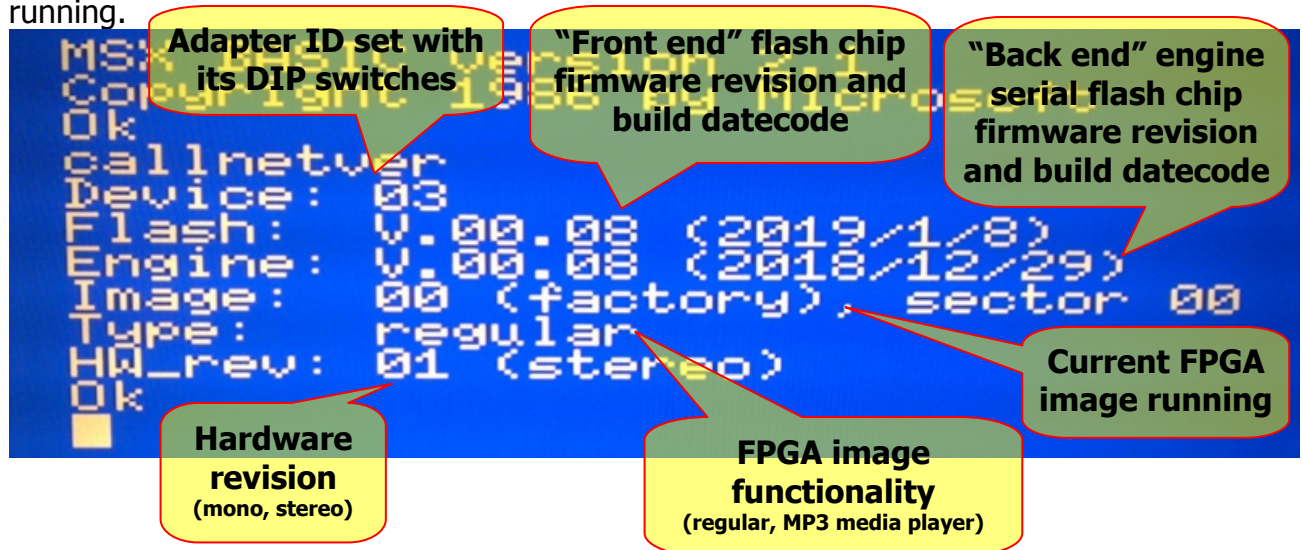 running.
MSX BASIC version 2.1
Copyright 1986 by Microsoft
Ok
callnetver
Device: 03
Flash: V.00.08 (2019/1/8)
Engine: V.00.08 (2018/12/29)
Image: 00 (factory), sector 00
Type: regular
HW_rev: 01 (stereo)
Ok
Adapter ID set with
its DIP switches
“Front end” flash chip
firmware revision and
build datecode
“Back end” engine
serial flash chip
firmware revision
and build datecode
Current FPGA
image running
Hardware
revision
(mono, stereo)
FPGA image
functionality
(regular, MP3 media player)